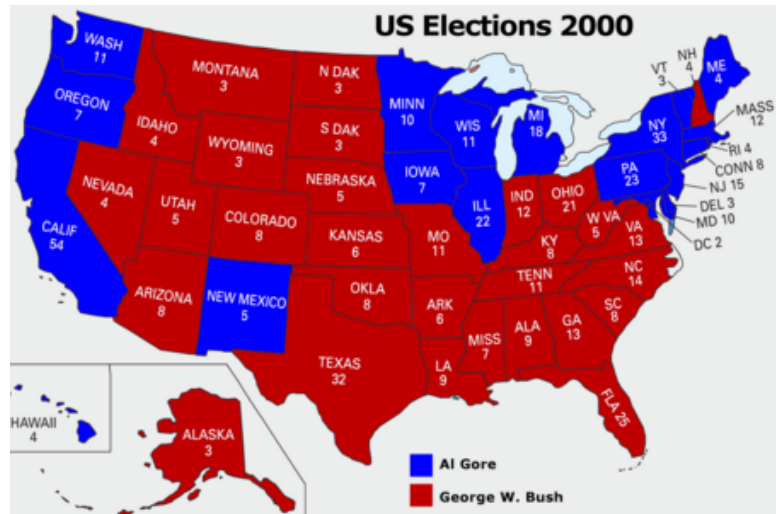 US Elections 2000
WASH
11
OREGON
7
CALIF
54
NEVADA
4
IDAHO
4
MONTANA
3
WYOMING
3
UTAH
5
COLORADO
8
ARIZONA
8
NEW MEXICO
5
N DAK
3
S DAK
3
NEBRASKA
5
KANSAS
6
OKLA
8
TEXAS
32
MINN
10
IOWA
7
MO
11
ARK
6
LA
9
WIS
11
ILL
22
MI
18
IND
12
OHIO
21
KY
8
TENN
11
MISS
7
ALA
9
GA
13
FLA 25
SC
8
NC
14
VA
13
W VA
5
PA
23
NY
33
VT
3
NH
4
ME
4
MASS
12
RI 4
CONN 8
NJ 15
DEL 3
MD 10
DC 2
HAWAII
4
ALASKA
3
Al Gore
George W. Bush